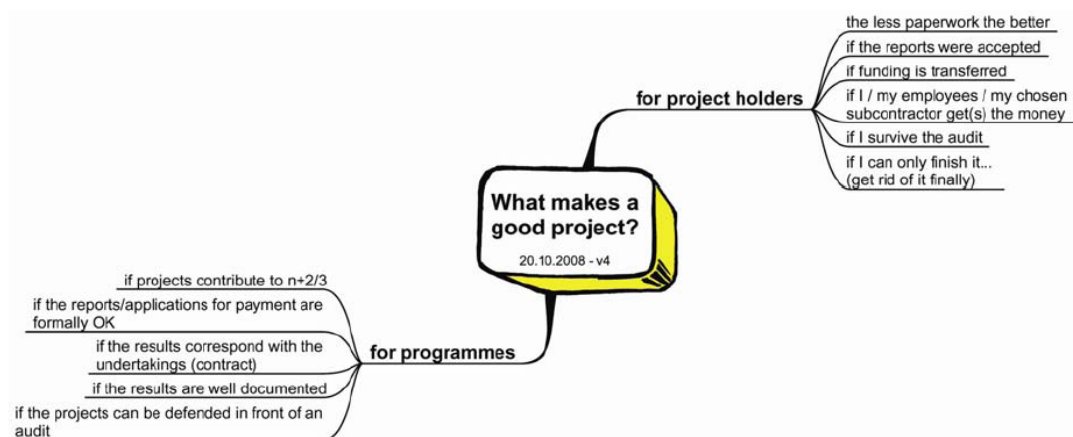 What makes a
good project?
20.10.2008 - v4
for project holders
the less paperwork the better
if the reports were accepted
if funding is transferred
if I / my employees / my chosen
subcontractor get(s) the money
if I survive the audit
if I can only finish it...
(get rid of it finally)
for programmes
if projects contribute to n+2/3
if the reports/applications for payment are
formally OK
if the results correspond with the
undertakings (contract)
if the results are well documented
if the projects can be defended in front of an
audit